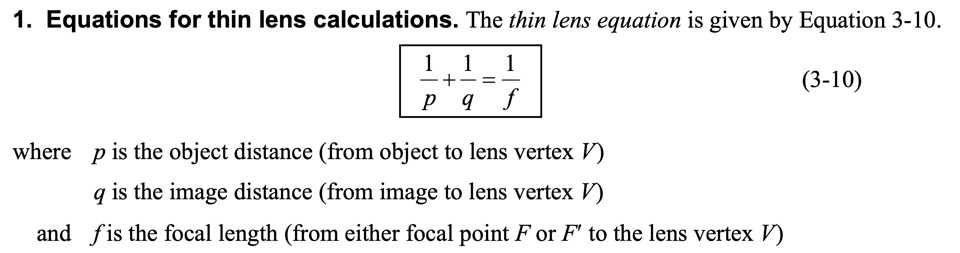 1. Equations for thin lens calculations. The thin lens equation is given by Equation 3-10.
1/p + 1/q = 1/f (3-10)
where p is the object distance (from object to lens vertex V)
q is the image distance (from image to lens vertex V)
and f is the focal length (from either focal point F or F' to the lens vertex V)